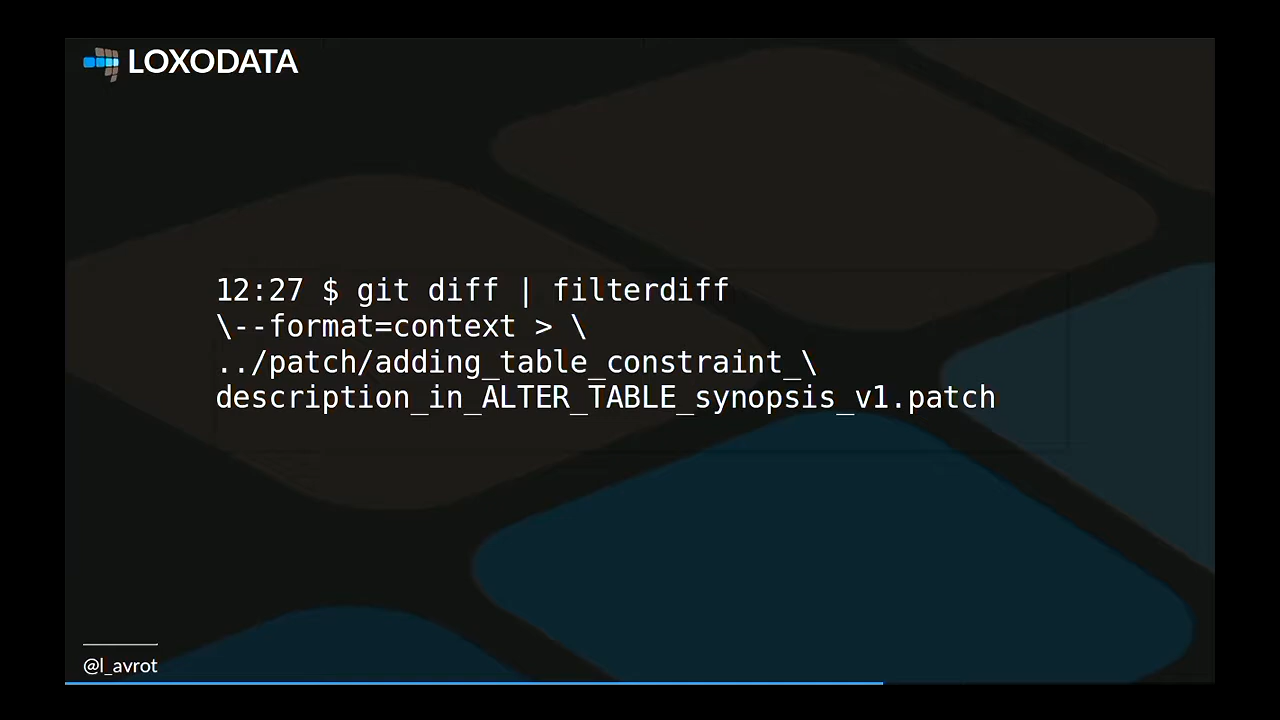 LOXODATA
12:27 $ git diff | filterdiff
\--format=context > \
../patch/adding_table_constraint_\
description_in_ALTER_TABLE_synopsis_v1.patch
@l_avrot